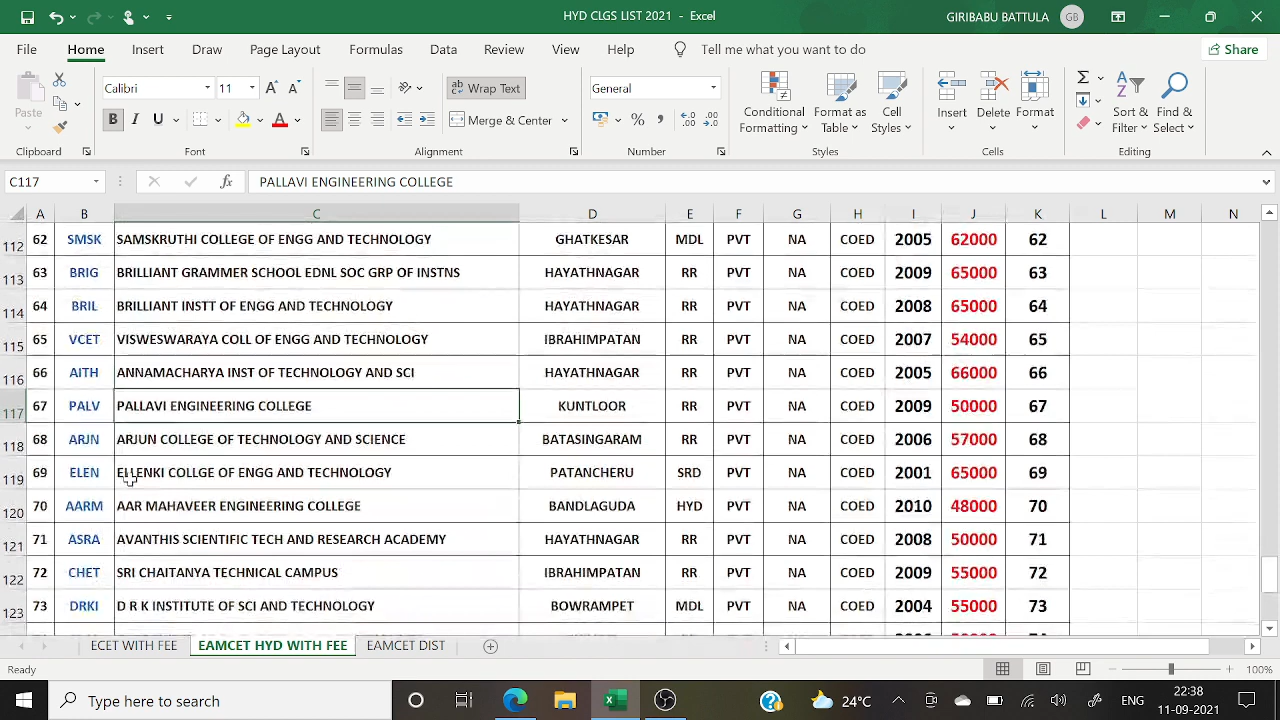 HYD CLGS LIST 2021 - Excel
GIRIBABU BATTULA GB
File Home Insert Draw Page Layout Formulas Data Review View Help Tell me what you want to do Share
Paste
Calibri 11
B I U
Wrap Text
Merge & Center
General
Conditional Formatting
Format as Table
Cell Styles
Insert Delete Format
Sort & Filter
Find & Select
Clipboard Font Alignment Number Styles Cells Editing
C117 fx PALLAVI ENGINEERING COLLEGE
A B C D E F G H I J K L M N
112 62 SMSK SAMSKRUTHI COLLEGE OF ENGG AND TECHNOLOGY GHATKESAR MDL PVT NA COED 2005 62000 62
113 63 BRIG BRILLIANT GRAMMER SCHOOL EDNL SOC GRP OF INSTNS HAYATHNAGAR RR PVT NA COED 2009 65000 63
114 64 BRIL BRILLIANT INSTT OF ENGG AND TECHNOLOGY HAYATHNAGAR RR PVT NA COED 2008 65000 64
115 65 VCET VISWESWARAYA COLL OF ENGG AND TECHNOLOGY IBRAHIMPATAN RR PVT NA COED 2007 54000 65
116 66 AITH ANNAMACHARYA INST OF TECHNOLOGY AND SCI HAYATHNAGAR RR PVT NA COED 2005 66000 66
117 67 PALV PALLAVI ENGINEERING COLLEGE KUNTLOOR RR PVT NA COED 2009 50000 67
118 68 ARJN ARJUN COLLEGE OF TECHNOLOGY AND SCIENCE BATASINGARAM RR PVT NA COED 2006 57000 68
119 69 ELEN ELLENKI COLLGE OF ENGG AND TECHNOLOGY PATANCHERU SRD PVT NA COED 2001 65000 69
120 70 AARM AAR MAHAVEER ENGINEERING COLLEGE BANDLAGUDA HYD PVT NA COED 2010 48000 70
121 71 ASRA AVANTHIS SCIENTIFIC TECH AND RESEARCH ACADEMY HAYATHNAGAR RR PVT NA COED 2008 50000 71
122 72 CHET SRI CHAITANYA TECHNICAL CAMPUS IBRAHIMPATAN RR PVT NA COED 2009 55000 72
123 73 DRKI D R K INSTITUTE OF SCI AND TECHNOLOGY BOWRAMPET MDL PVT NA COED 2004 55000 73
ECET WITH FEE EAMCET HYD WITH FEE EAMCET DIST
Ready 100%
Type here to search 24°C ENG 22:38
11-09-2021